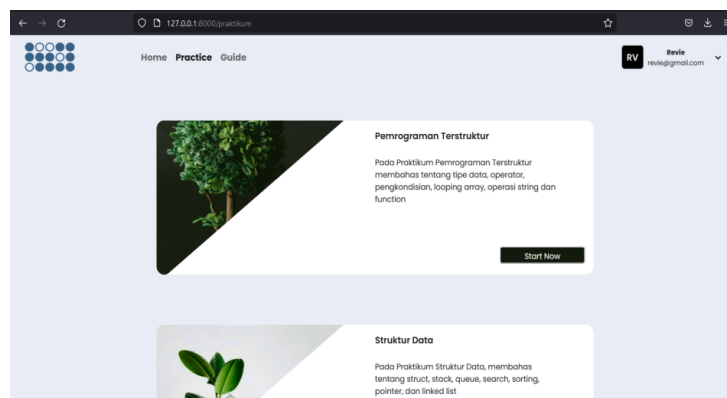 127.0.0.1:8000/praktikum
Home Practice Guide
RV
Revie
revie@gmail.com
Pemrograman Terstruktur
Pada Praktikum Pemrograman Terstruktur
membahas tentang tipe data, operator,
pengkondisian, looping array, operasi string dan
function
Start Now
Struktur Data
Pada Praktikum Struktur Data, membahas
tentang struct, stack, queue, search, sorting,
pointer, dan linked list